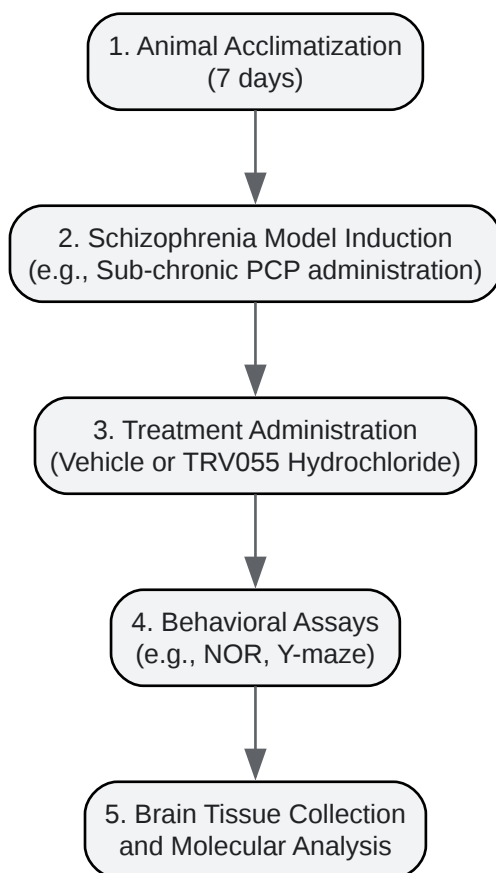 1. Animal Acclimatization
(7 days)
2. Schizophrenia Model Induction
(e.g., Sub-chronic PCP administration)
3. Treatment Administration
(Vehicle or TRV055 Hydrochloride)
4. Behavioral Assays
(e.g., NOR, Y-maze)
5. Brain Tissue Collection
and Molecular Analysis